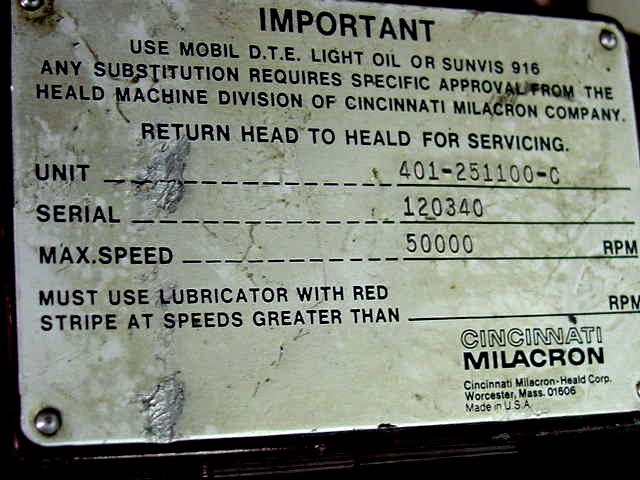 IMPORTANT
USE MOBIL D.T.E. LIGHT OIL OR SUNVIS 916
ANY SUBSTITUTION REQUIRES SPECIFIC APPROVAL FROM THE
HEALD MACHINE DIVISION OF CINCINNATI MILACRON COMPANY.
RETURN HEAD TO HEALD FOR SERVICING.
UNIT 401-251100-C
SERIAL 120340
MAX.SPEED 50000 RPM
MUST USE LUBRICATOR WITH RED
STRIPE AT SPEEDS GREATER THAN RPM
CINCINNATI
MILACRON
Cincinnati Milacron-Heald Corp.
Worcester, Mass. 01606
Made in U.S.A.